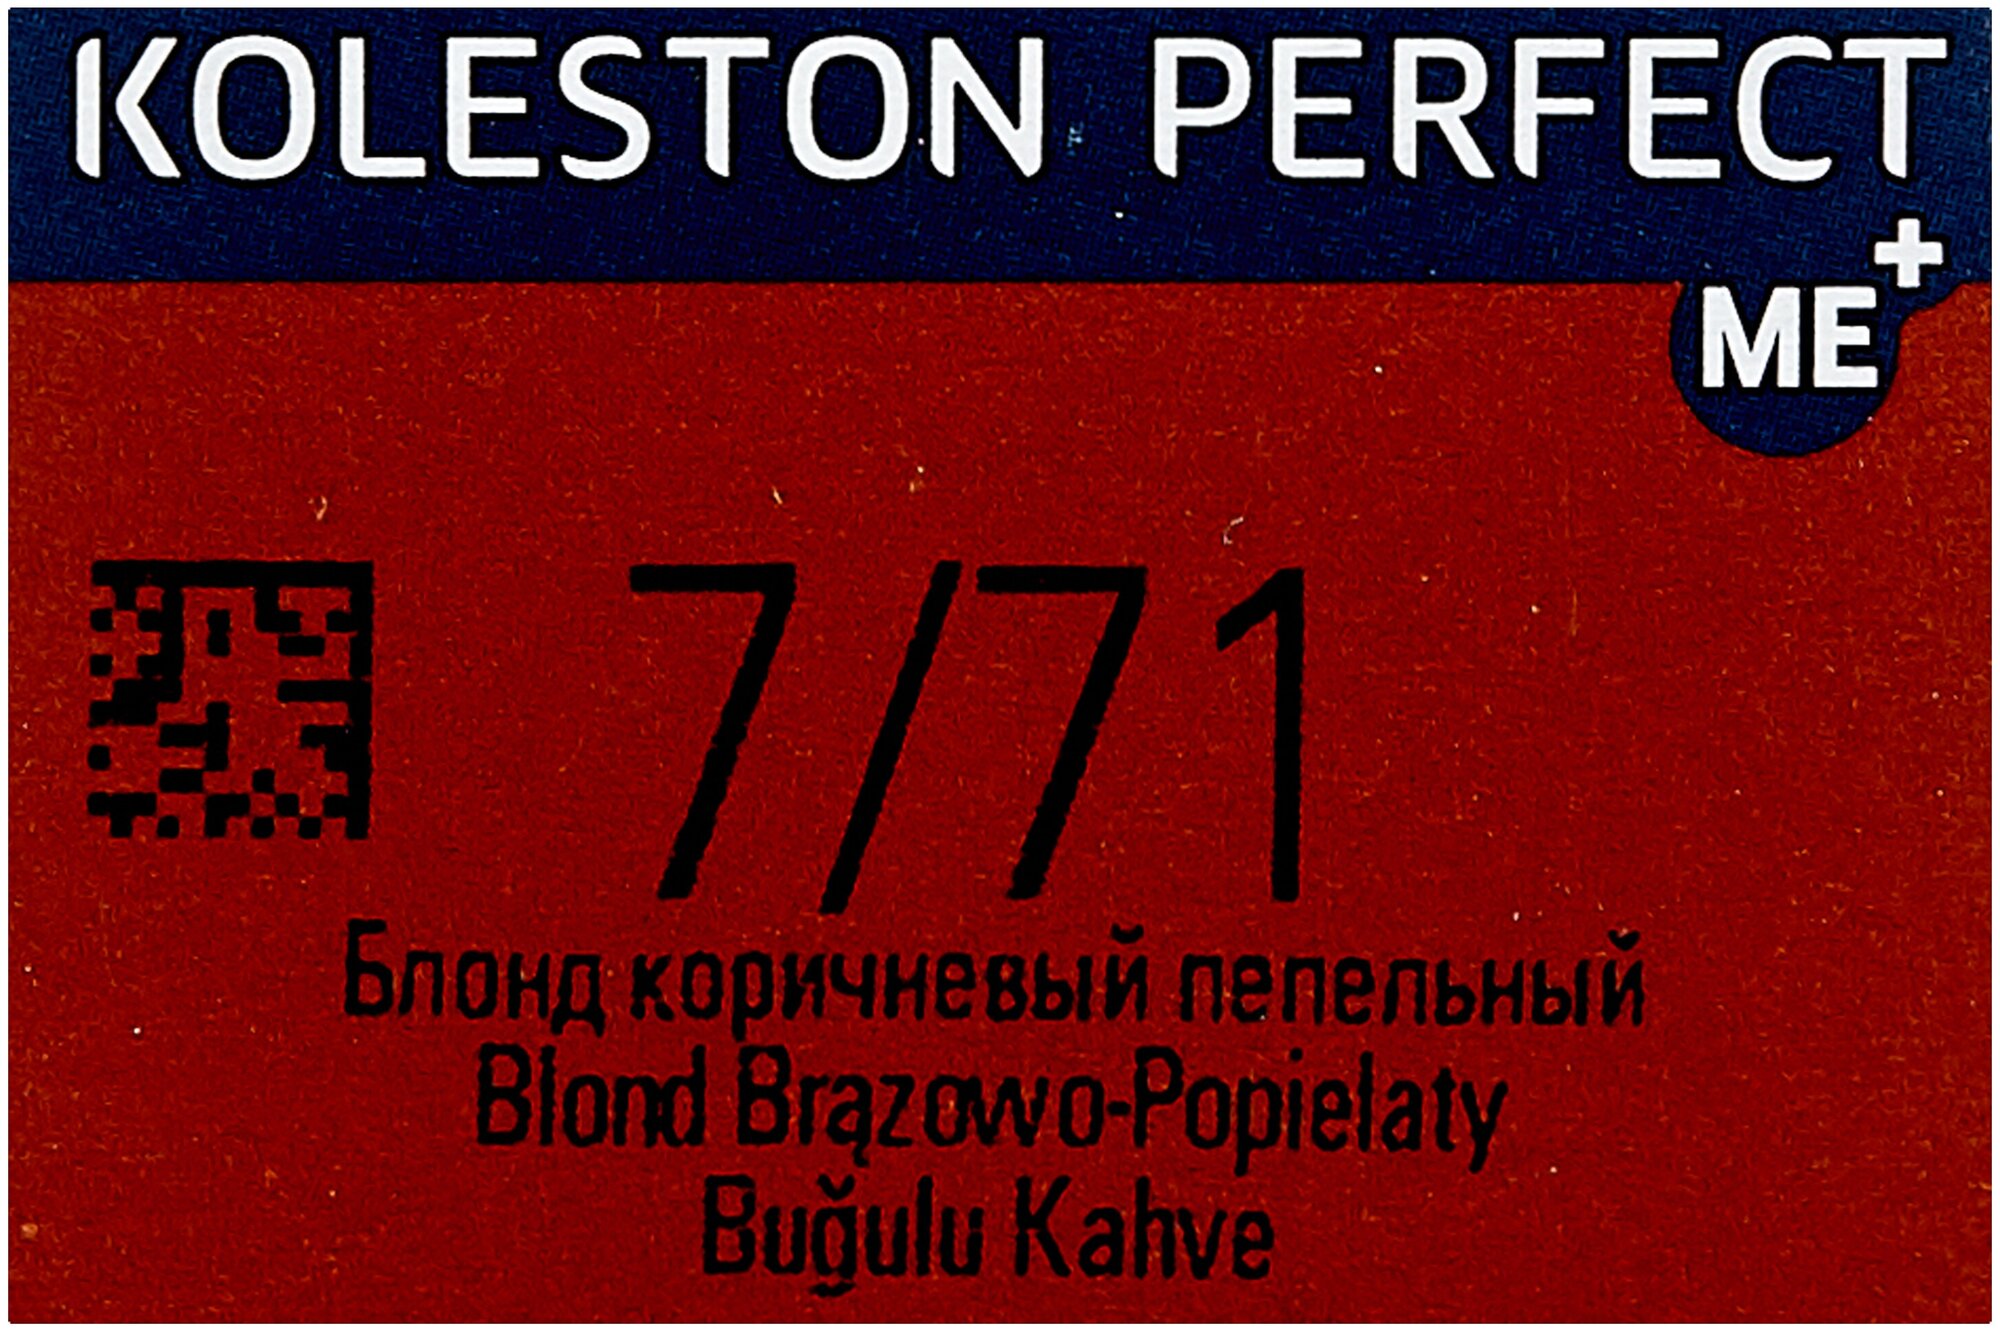 KOLESTON PERFECT
ME+
7/71
Блонд коричневый пепельный
Blond Brązowo-Popielaty
Buğulu Kahve